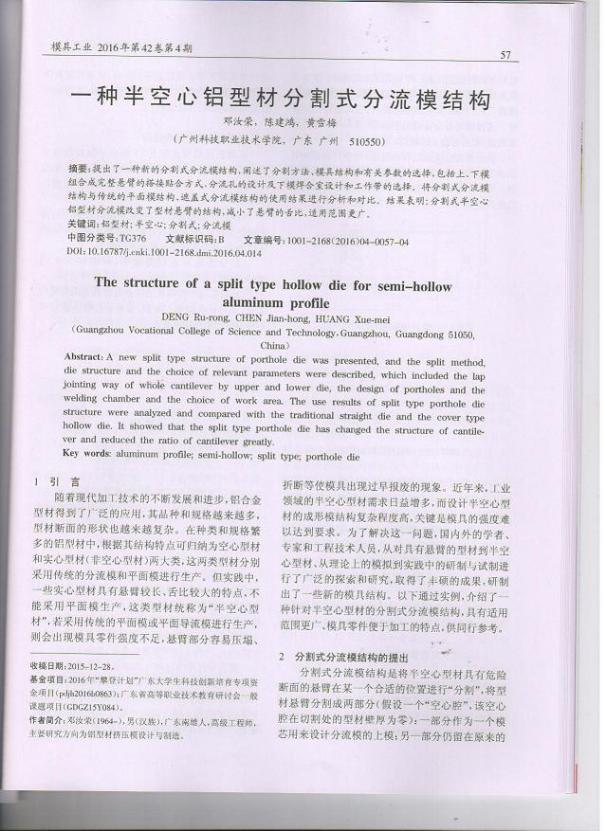 模具工业 2016年第42卷第4期
57
一种半空心铝型材分割式分流模结构
邓汝荣，陈建鸿，黄雪梅
（广州科技职业技术学院，广东 广州 510550）
摘要：提出了一种新的分割式分流模结构，阐述了分割方法、模具结构和有关参数的选择，包括上、下模
组合成完整悬臂的搭接贴合方式、分流孔的设计及下模焊合室设计和工作带的选择。将分割式分流模
结构与传统的平面模结构、遮盖式分流模结构的使用结果进行分析和对比。结果表明：分割式半空心
铝型材分流模改变了型材悬臂的结构，减小了悬臂的舌比，适用范围更广。
关键词：铝型材；半空心；分割式；分流模
中图分类号：TG376 文献标识码：B 文章编号：1001-2168(2016)04-0057-04
DOI：10.16787/j.cnki.1001-2168.dmi.2016.04.014
The structure of a split type hollow die for semi-hollow
aluminum profile
DENG Ru-rong, CHEN Jian-hong, HUANG Xue-mei
(Guangzhou Vocational College of Science and Technology, Guangzhou, Guangdong 51050,
China)
Abstract: A new split type structure of porthole die was presented, and the split method,
die structure and the choice of relevant parameters were described, which included the lap
jointing way of whole cantilever by upper and lower die, the design of portholes and the
welding chamber and the choice of work area. The use results of split type porthole die
structure were analyzed and compared with the traditional straight die and the cover type
hollow die. It showed that the split type porthole die has changed the structure of cantile-
ver and reduced the ratio of cantilever greatly.
Key words: aluminum profile; semi-hollow; split type; porthole die
1 引 言
随着现代加工技术的不断发展和进步，铝合金
型材得到了广泛的应用，其品种和规格越来越多，
型材断面的形状也越来越复杂。在种类和规格繁
多的铝型材中，根据其结构特点可归纳为空心型材
和实心型材(非空心型材)两大类，这两类型材分别
采用传统的分流模和平面模进行生产。但实践中，
一些实心型材具有悬臂较长、舌比较大的特点，不
能采用平面模生产，这类型材统称为“半空心型
材”，若采用传统的平面模或平面导流模进行生产，
则会出现模具零件强度不足，悬臂部分容易压塌、
收稿日期：2015-12-28。
基金项目：2016年“攀登计划”广东大学生科技创新培育专项资
金项目(pdjh2016b0863)；广东省高等职业技术教育研讨会一般
课题项目(GDGZ15Y084)。
作者简介：邓汝荣(1964-)，男(汉族)，广东南雄人，高级工程师，
主要研究方向为铝型材挤压模设计与制造。
折断等使模具出现过早报废的现象。近年来，工业
领域的半空心型材需求日益增多，而设计半空心型
材的成形模结构复杂程度高，关键是模具的强度难
以达到要求。为了解决这一问题，国内外的学者、
专家和工程技术人员，从对具有悬臂的型材到半空
心型材、从理论上的模拟到实践中的研制与试制进
行了广泛的探索和研究，取得了丰硕的成果，研制
出了一些新的模具结构。以下通过实例，介绍了一
种针对半空心型材的分割式分流模结构，具有适用
范围更广、模具零件便于加工的特点，供同行参考。
2 分割式分流模结构的提出
分割式分流模结构是将半空心型材具有危险
断面的悬臂在某一个合适的位置进行“分割”，将型
材悬臂分割成两部分(假设一个“空心腔”，该空心
腔在切割处的型材壁厚为零)：一部分作为一个模
芯用来设计分流模的上模；另一部分仍留在原来的